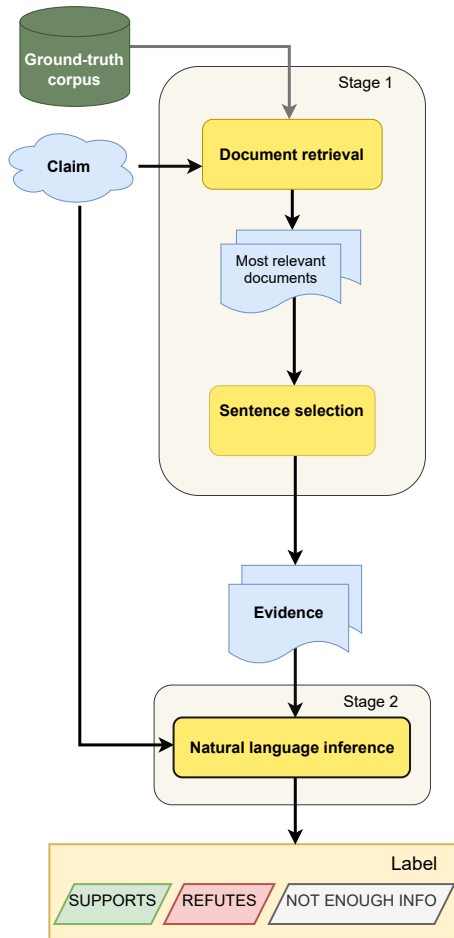 Ground-truth
corpus
Stage 1
Document retrieval
Claim
Most relevant
documents
Sentence selection
Evidence
Stage 2
Natural language inference
Label
SUPPORTS
REFUTES
NOT ENOUGH INFO